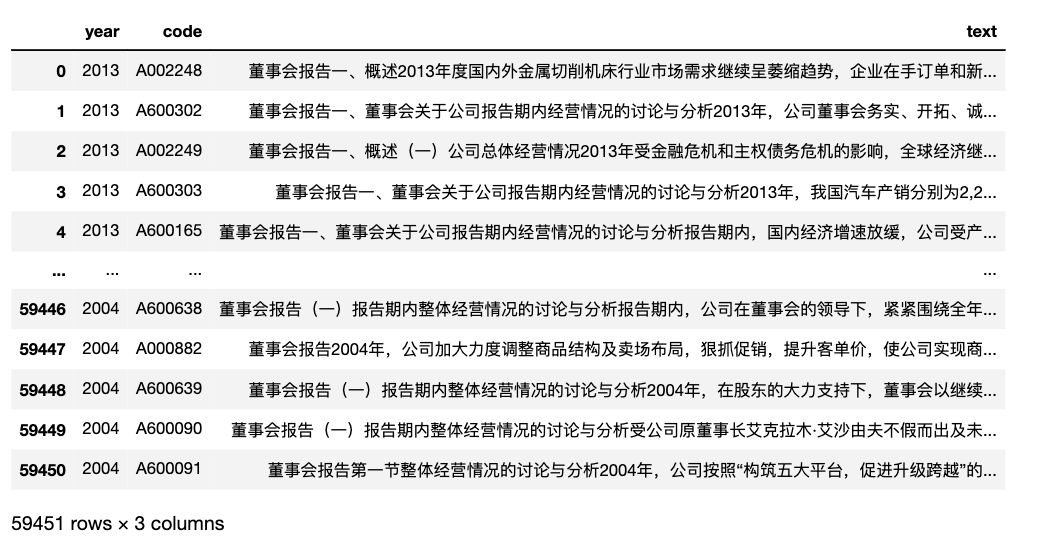 year code text
0 2013 A002248 董事会报告一、概述2013年度国内外金属切削机床行业市场需求继续呈萎缩趋势，企业在手订单和新...
1 2013 A600302 董事会报告一、董事会关于公司报告期内经营情况的讨论与分析2013年，公司董事会务实、开拓、诚...
2 2013 A002249 董事会报告一、概述（一）公司总体经营情况2013年受金融危机和主权债务危机的影响，全球经济继...
3 2013 A600303 董事会报告一、董事会关于公司报告期内经营情况的讨论与分析2013年，我国汽车产销分别为2,2...
4 2013 A600165 董事会报告一、董事会关于公司报告期内经营情况的讨论与分析报告期内，国内经济增速放缓，公司受产...
... ... ... ...
59446 2004 A600638 董事会报告（一）报告期内整体经营情况的讨论与分析报告期内，公司在董事会的领导下，紧紧围绕全年...
59447 2004 A000882 董事会报告2004年，公司加大力度调整商品结构及卖场布局，狠抓促销，提升客单价，使公司实现商...
59448 2004 A600639 董事会报告（一）报告期内整体经营情况的讨论与分析2004年，在股东的大力支持下，董事会以继续...
59449 2004 A600090 董事会报告（一）报告期内整体经营情况的讨论与分析受公司原董事长艾克拉木·艾沙由夫不假而出及未...
59450 2004 A600091 董事会报告第一节整体经营情况的讨论与分析2004年，公司按照“构筑五大平台，促进升级跨越”的...
59451 rows × 3 columns